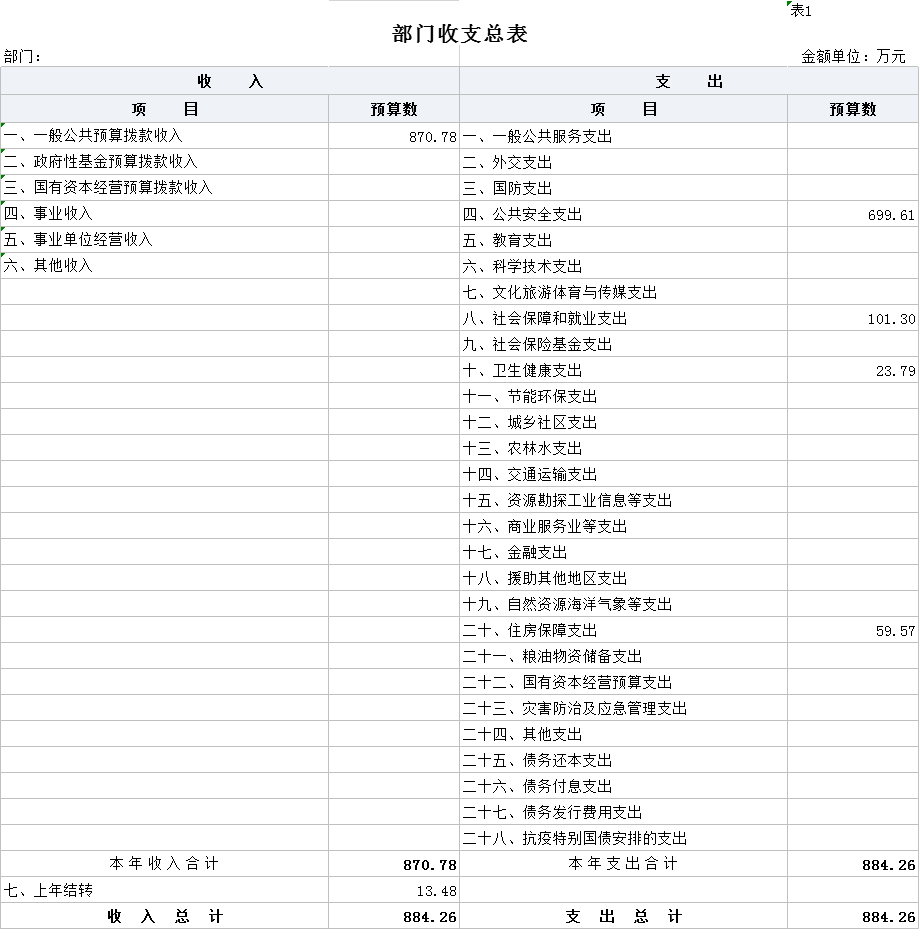 表1
部门收支总表
部门: 金额单位: 万元
收 入 支 出
项 目 预算数 项 目 预算数
一、一般公共预算拨款收入 870.78 一、一般公共服务支出
二、政府性基金预算拨款收入 二、外交支出
三、国有资本经营预算拨款收入 三、国防支出
四、事业收入 四、公共安全支出 699.61
五、事业单位经营收入 五、教育支出
六、其他收入 六、科学技术支出
七、文化旅游体育与传媒支出
八、社会保障和就业支出 101.30
九、社会保险基金支出
十、卫生健康支出 23.79
十一、节能环保支出
十二、城乡社区支出
十三、农林水支出
十四、交通运输支出
十五、资源勘探工业信息等支出
十六、商业服务业等支出
十七、金融支出
十八、援助其他地区支出
十九、自然资源海洋气象等支出
二十、住房保障支出 59.57
二十一、粮油物资储备支出
二十二、国有资本经营预算支出
二十三、灾害防治及应急管理支出
二十四、其他支出
二十五、债务还本支出
二十六、债务付息支出
二十七、债务发行费用支出
二十八、抗疫特别国债安排的支出
本年收入合计 870.78 本年支出合计 884.26
七、上年结转 13.48
收 入 总 计 884.26 支 出 总 计 884.26